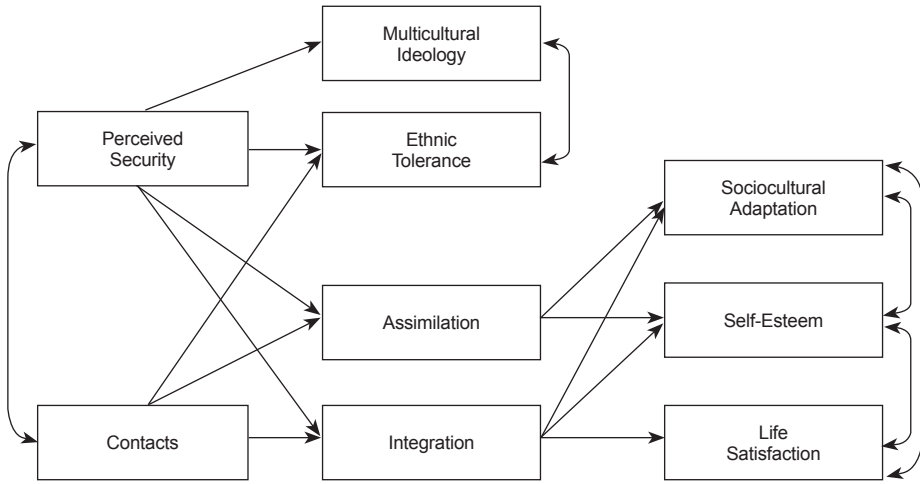 Multicultural
Ideology
Perceived
Security
Ethnic
Tolerance
Sociocultural
Adaptation
Assimilation
Self-Esteem
Contacts
Integration
Life
Satisfaction